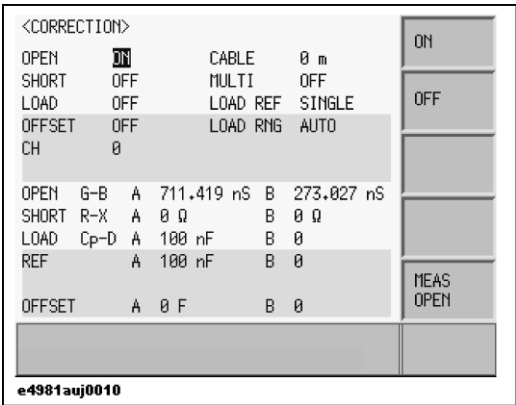 <CORRECTION>
OPEN ON CABLE 0 m
SHORT OFF MULTI OFF
LOAD OFF LOAD REF SINGLE
OFFSET OFF LOAD RNG AUTO
CH 0
OPEN G-B A 711.419 nS B 273.027 nS
SHORT R-X A 0 Ω B 0 Ω
LOAD Cp-D A 100 nF B 0
REF A 100 nF B 0
OFFSET A 0 F B 0
ON
OFF
MEAS
OPEN
e4981auj0010